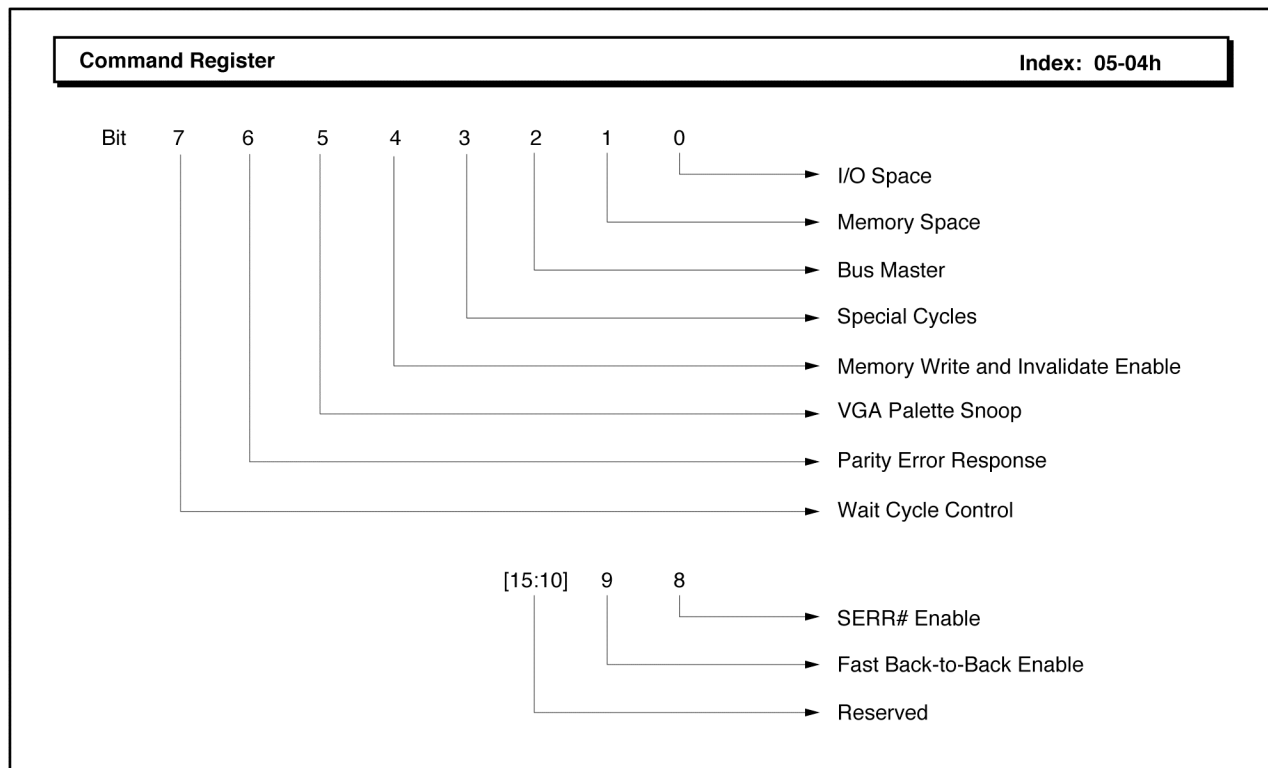 Command Register Index: 05-04h
Bit 7 6 5 4 3 2 1 0
I/O Space
Memory Space
Bus Master
Special Cycles
Memory Write and Invalidate Enable
VGA Palette Snoop
Parity Error Response
Wait Cycle Control
[15:10] 9 8
SERR# Enable
Fast Back-to-Back Enable
Reserved